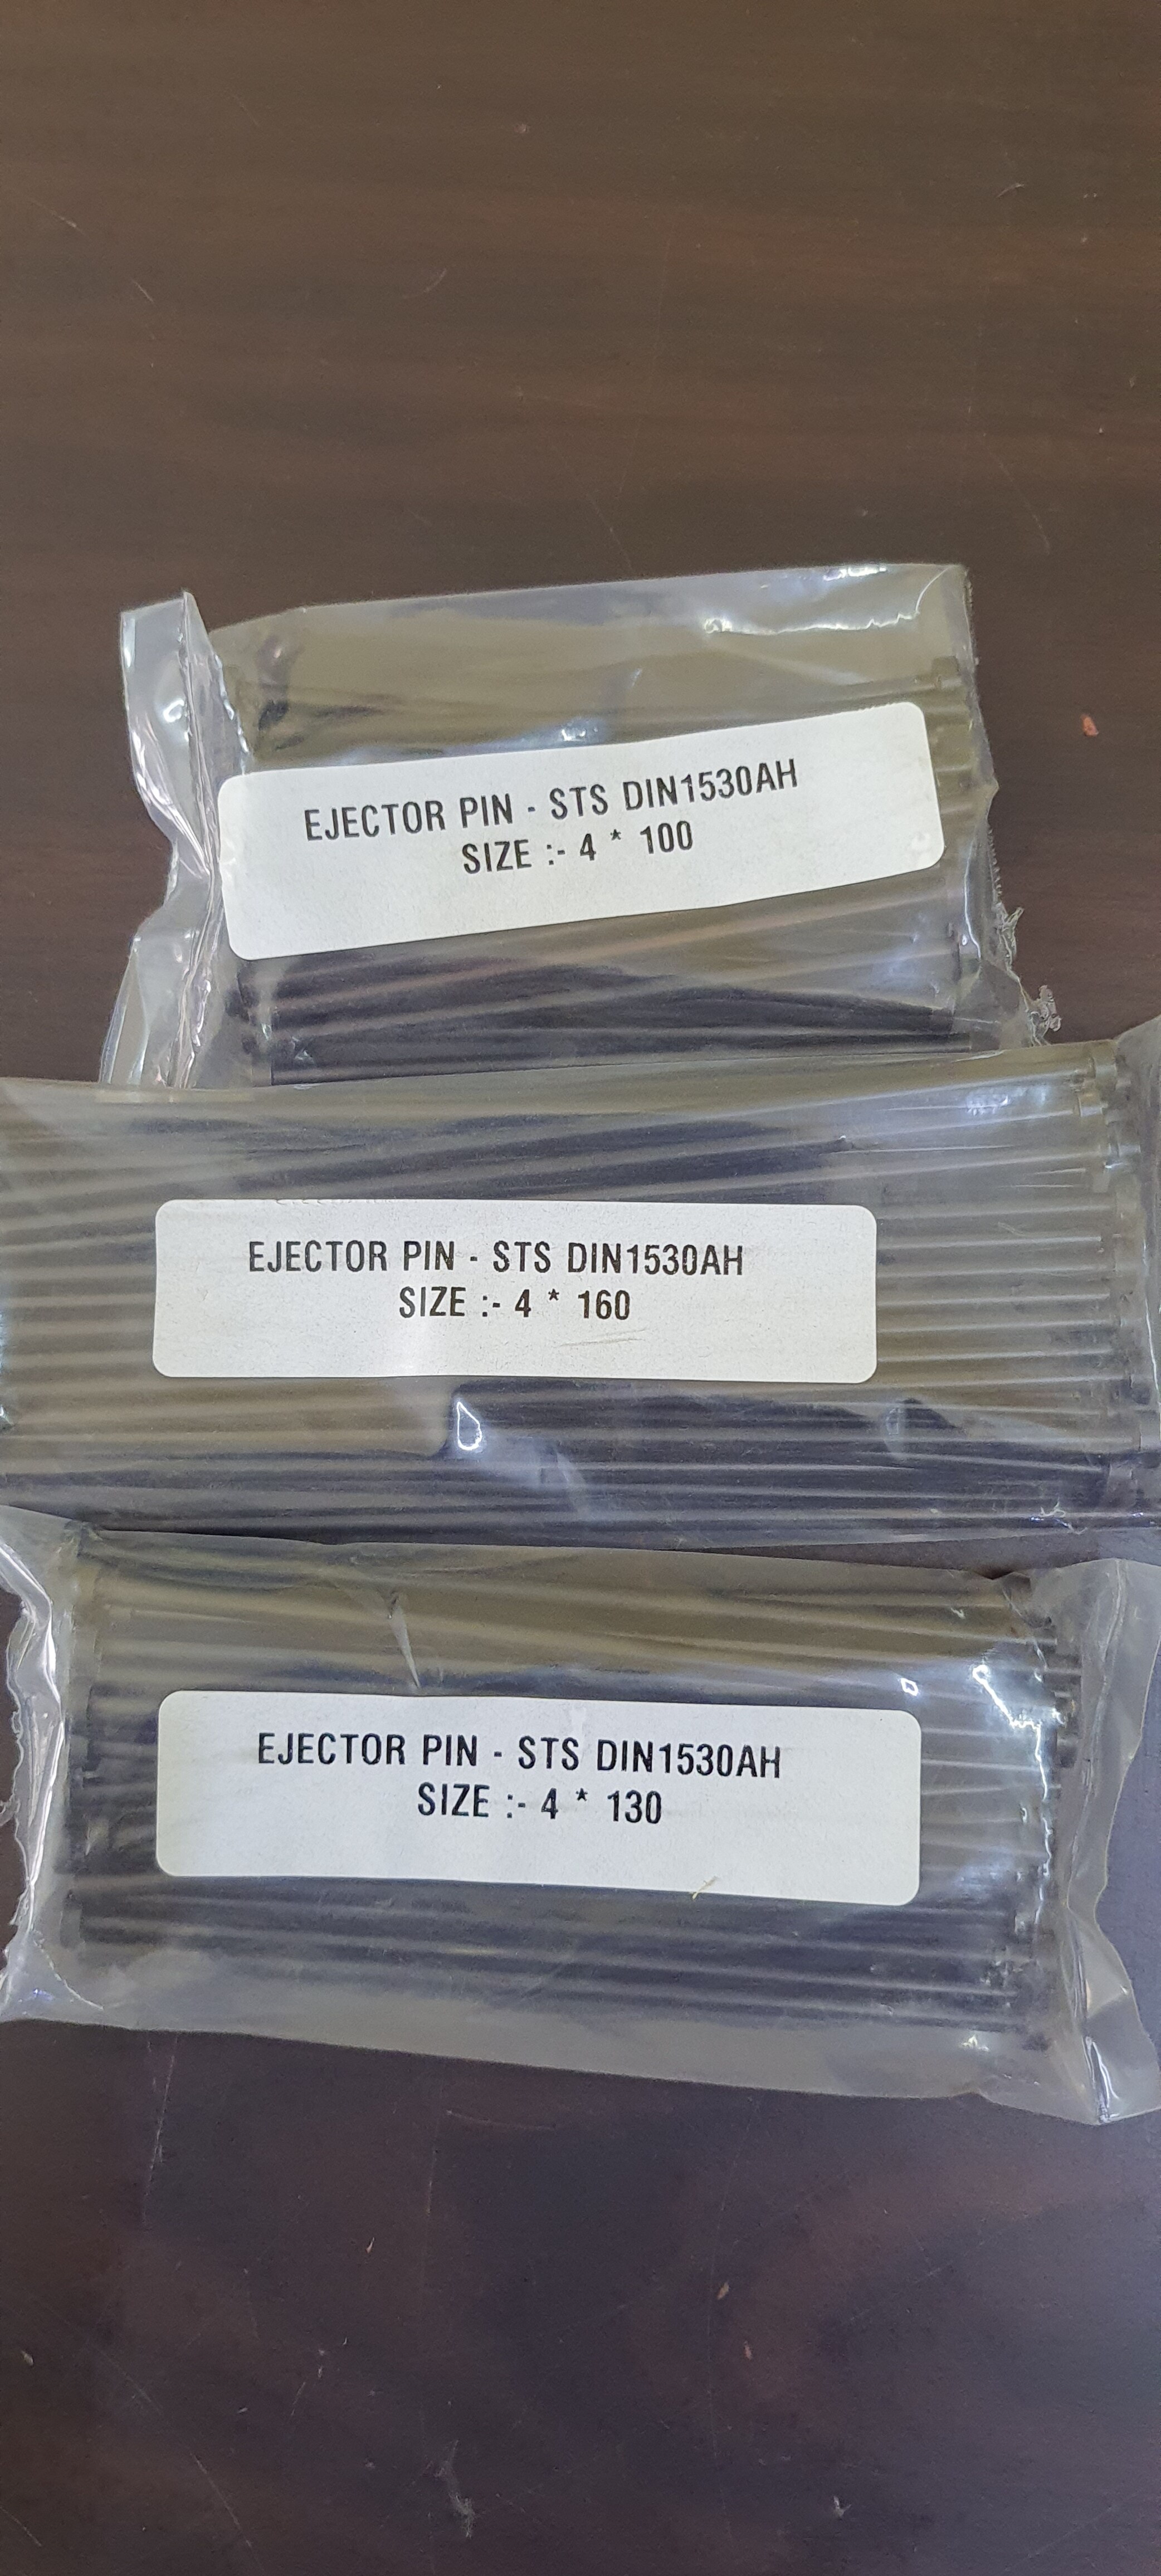 EJECTOR PIN - STS DIN1530AH
SIZE :- 4 * 100
EJECTOR PIN - STS DIN1530AH
SIZE :- 4 * 160
EJECTOR PIN - STS DIN1530AH
SIZE :- 4 * 130